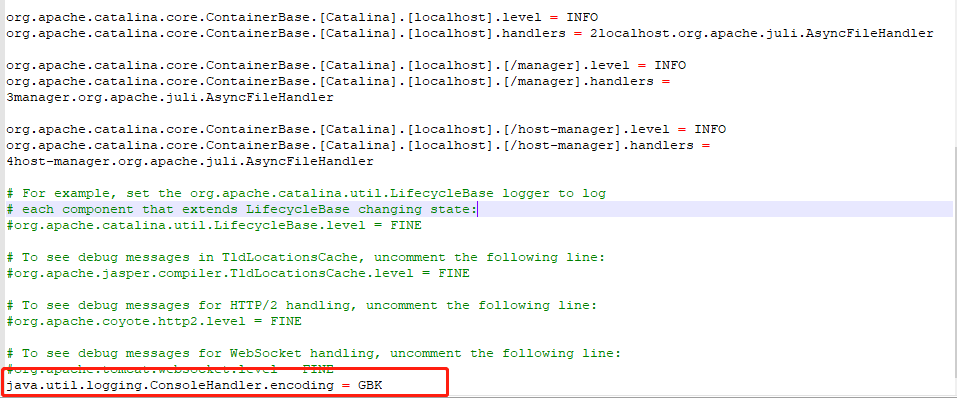 org.apache.catalina.core.ContainerBase.[Catalina].[localhost].level = INFO
org.apache.catalina.core.ContainerBase.[Catalina].[localhost].handlers = 2localhost.org.apache.juli.AsyncFileHandler
org.apache.catalina.core.ContainerBase.[Catalina].[localhost].[/manager].level = INFO
org.apache.catalina.core.ContainerBase.[Catalina].[localhost].[/manager].handlers =
3manager.org.apache.juli.AsyncFileHandler
org.apache.catalina.core.ContainerBase.[Catalina].[localhost].[/host-manager].level = INFO
org.apache.catalina.core.ContainerBase.[Catalina].[localhost].[/host-manager].handlers =
4host-manager.org.apache.juli.AsyncFileHandler
# For example, set the org.apache.catalina.util.LifecycleBase logger to log
# each component that extends LifecycleBase changing state:
#org.apache.catalina.util.LifecycleBase.level = FINE
# To see debug messages in TldLocationsCache, uncomment the following line:
#org.apache.jasper.compiler.TldLocationsCache.level = FINE
# To see debug messages for HTTP/2 handling, uncomment the following line:
#org.apache.coyote.http2.level = FINE
# To see debug messages for WebSocket handling, uncomment the following line:
#org.apache.tomcat.websocket.level = FINE
java.util.logging.ConsoleHandler.encoding = GBK